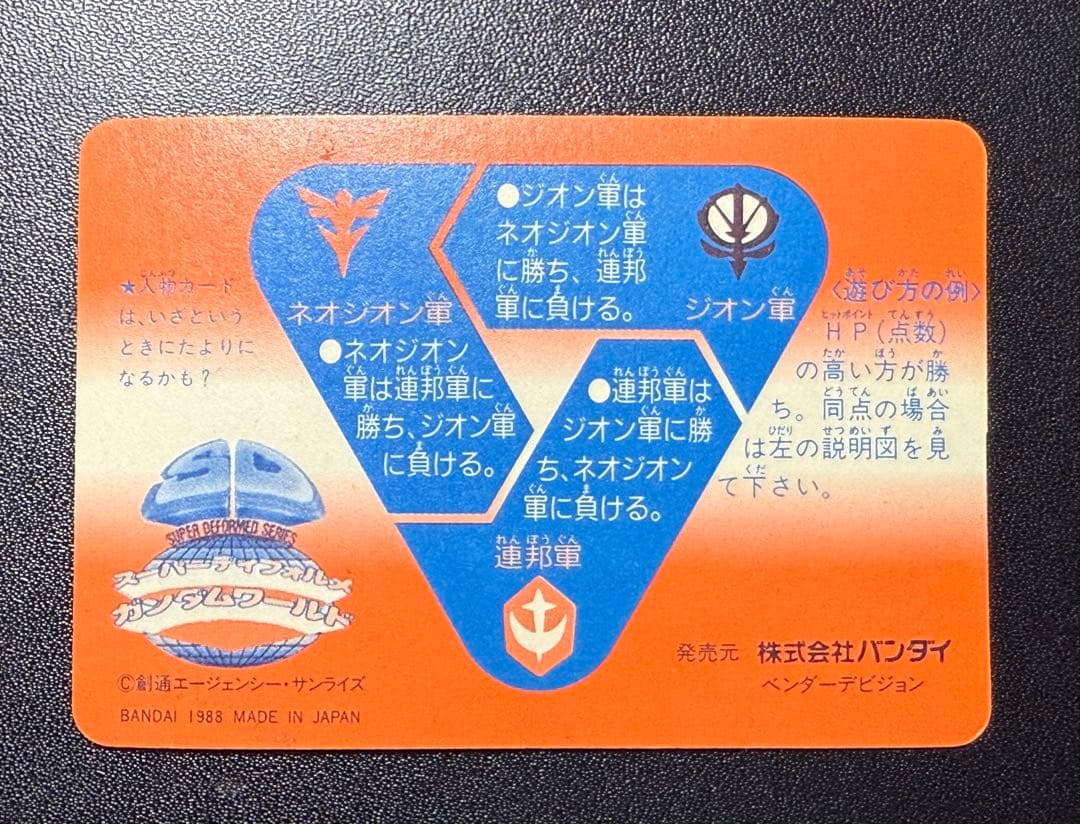 ★人物カード
は、いざという
ときにたよりに
なるかも?
ネオジオン軍
●ネオジオン
軍は連邦軍に
勝ち、ジオン軍
に負ける。
●ジオン軍は
ネオジオン軍
に勝ち、連邦
軍に負ける。
ジオン軍
●連邦軍は
ジオン軍に勝
ち、ネオジオン
軍に負ける。
連邦軍
〈遊び方の例〉
HP(点数)
の高い方が勝
ち。同点の場合
は左の説明図を見
て下さい。
SD
SUPER DEFORMED SERIES
スーパーディフォルメ
ガンダムワールド
©創通エージェンシー・サンライズ
BANDAI 1988 MADE IN JAPAN
発売元 株式会社バンダイ
ベンダーデビジョン